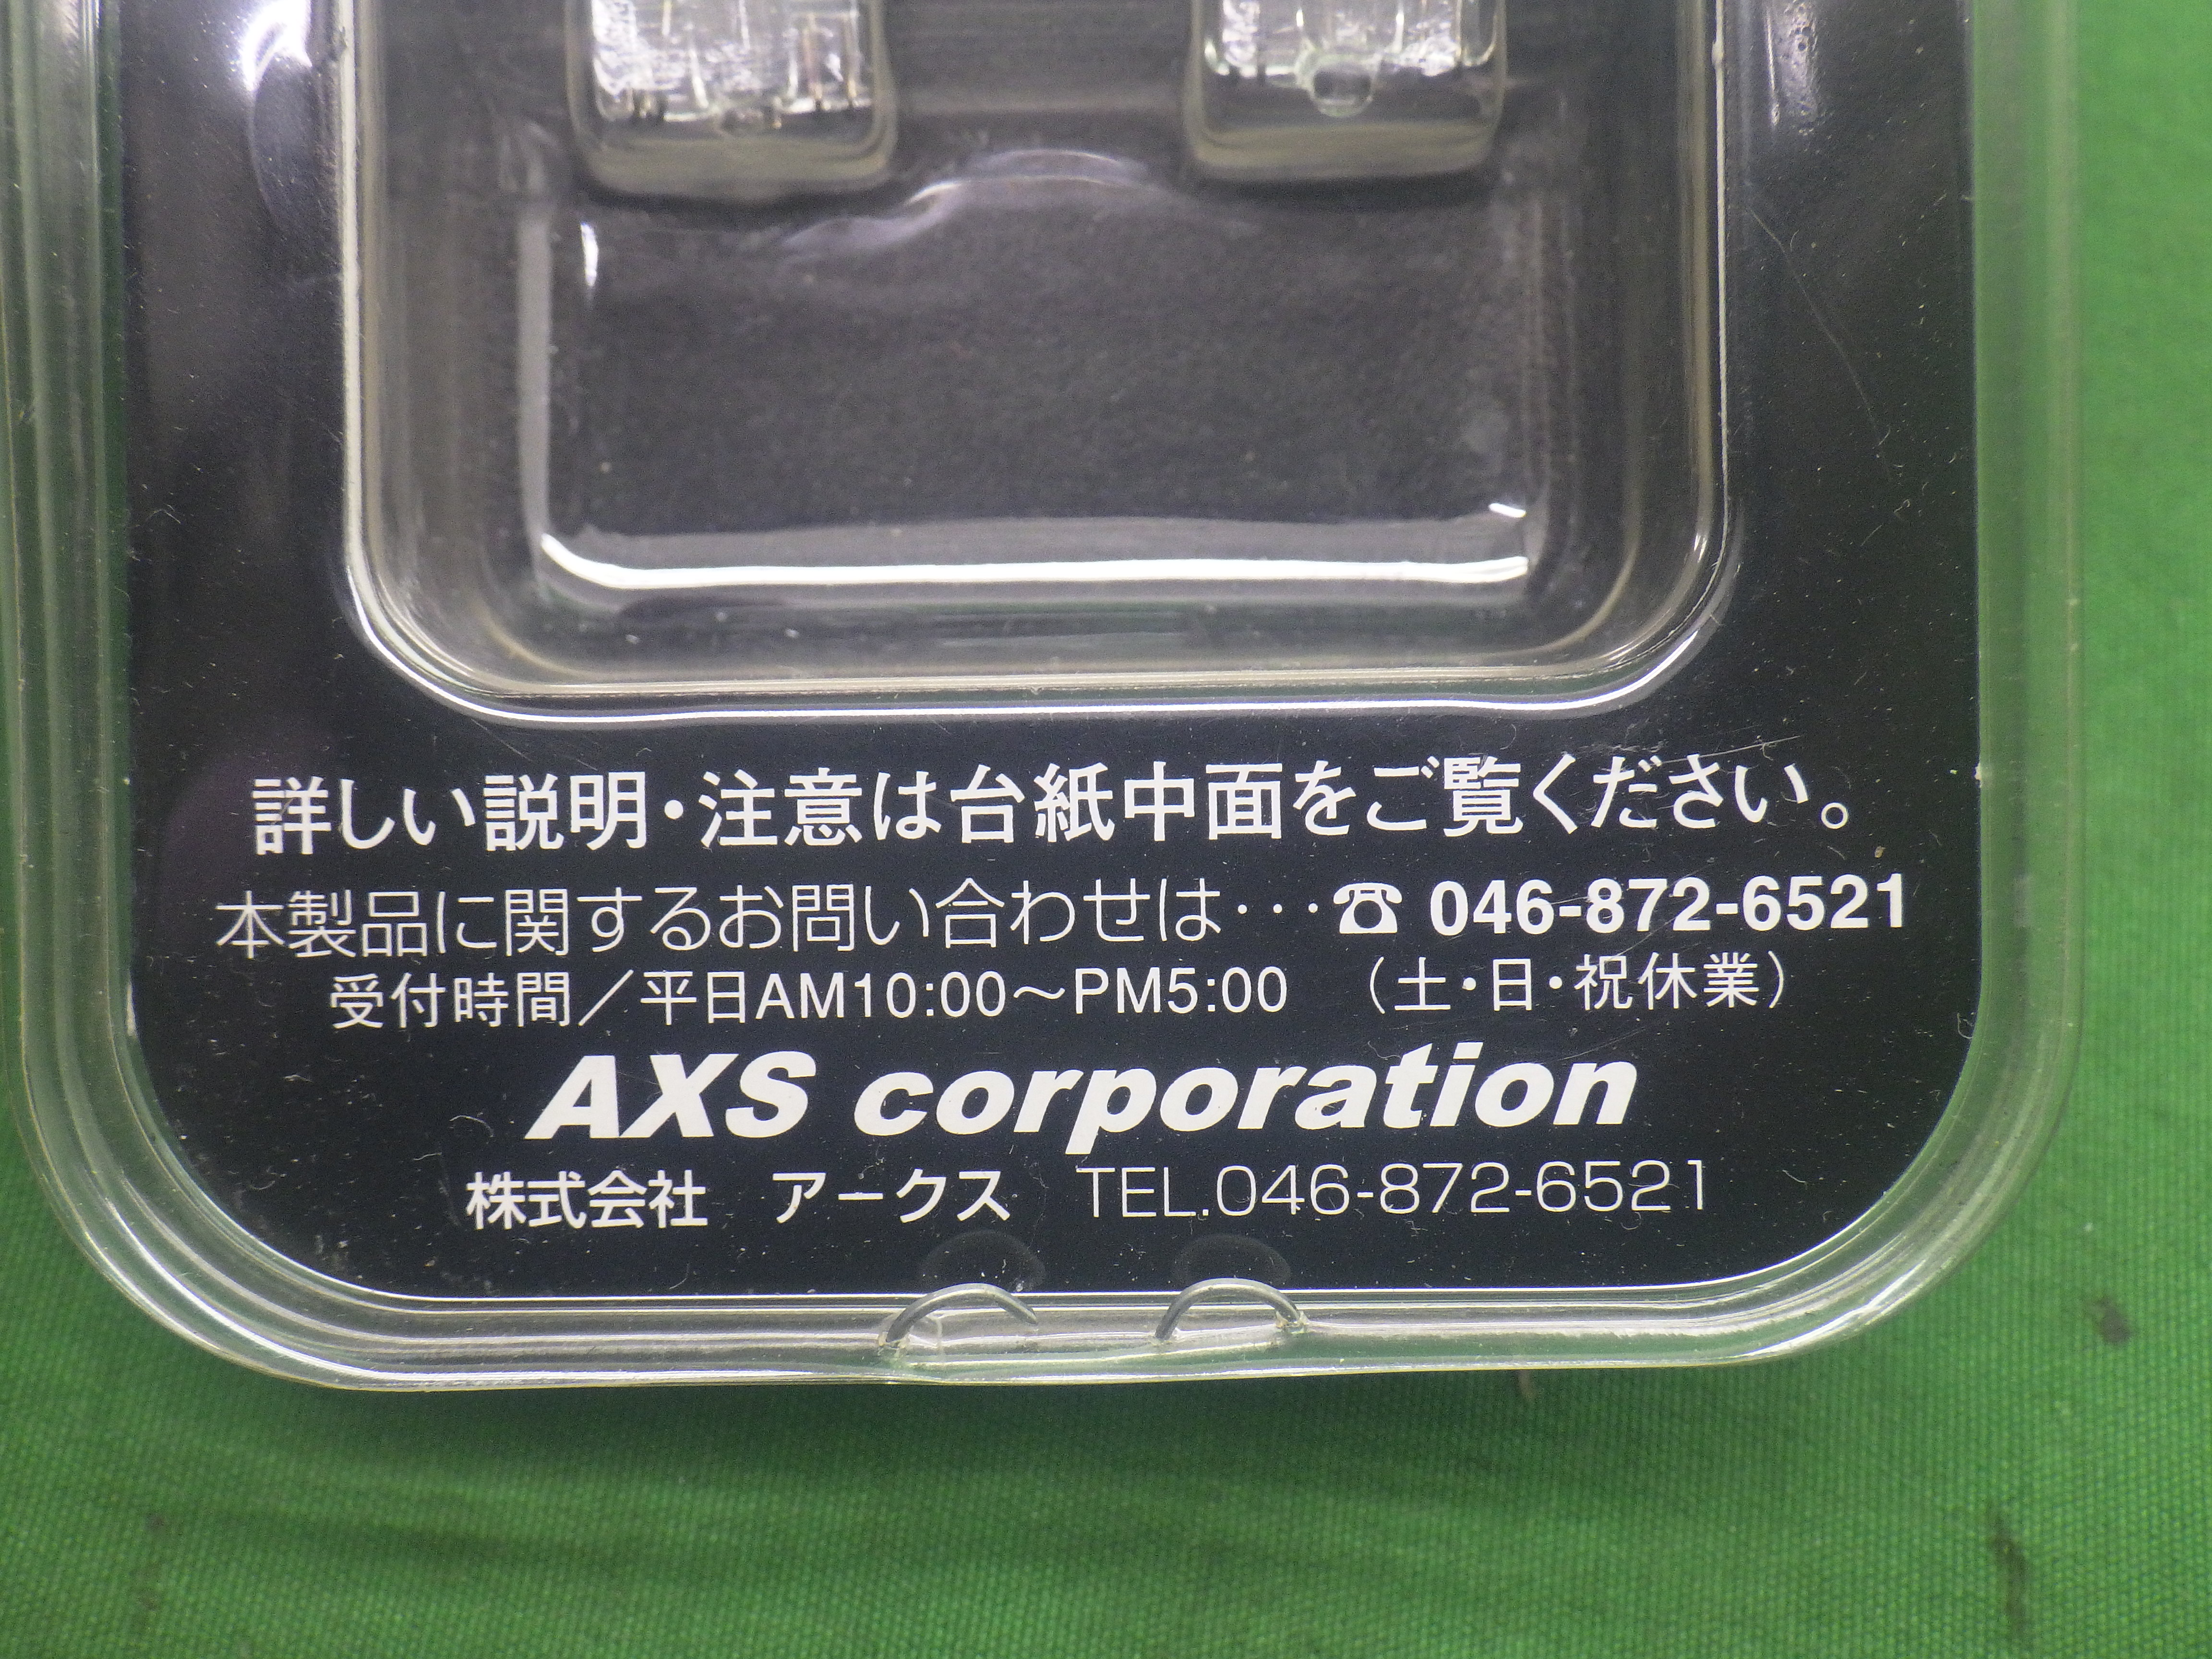 詳しい説明・注意は台紙中面をご覧ください。
本製品に関するお問い合わせは・・・☎ 046-872-6521
受付時間／平日AM10:00～PM5:00 （土・日・祝休業）
AXS corporation
株式会社 アークス TEL.046-872-6521